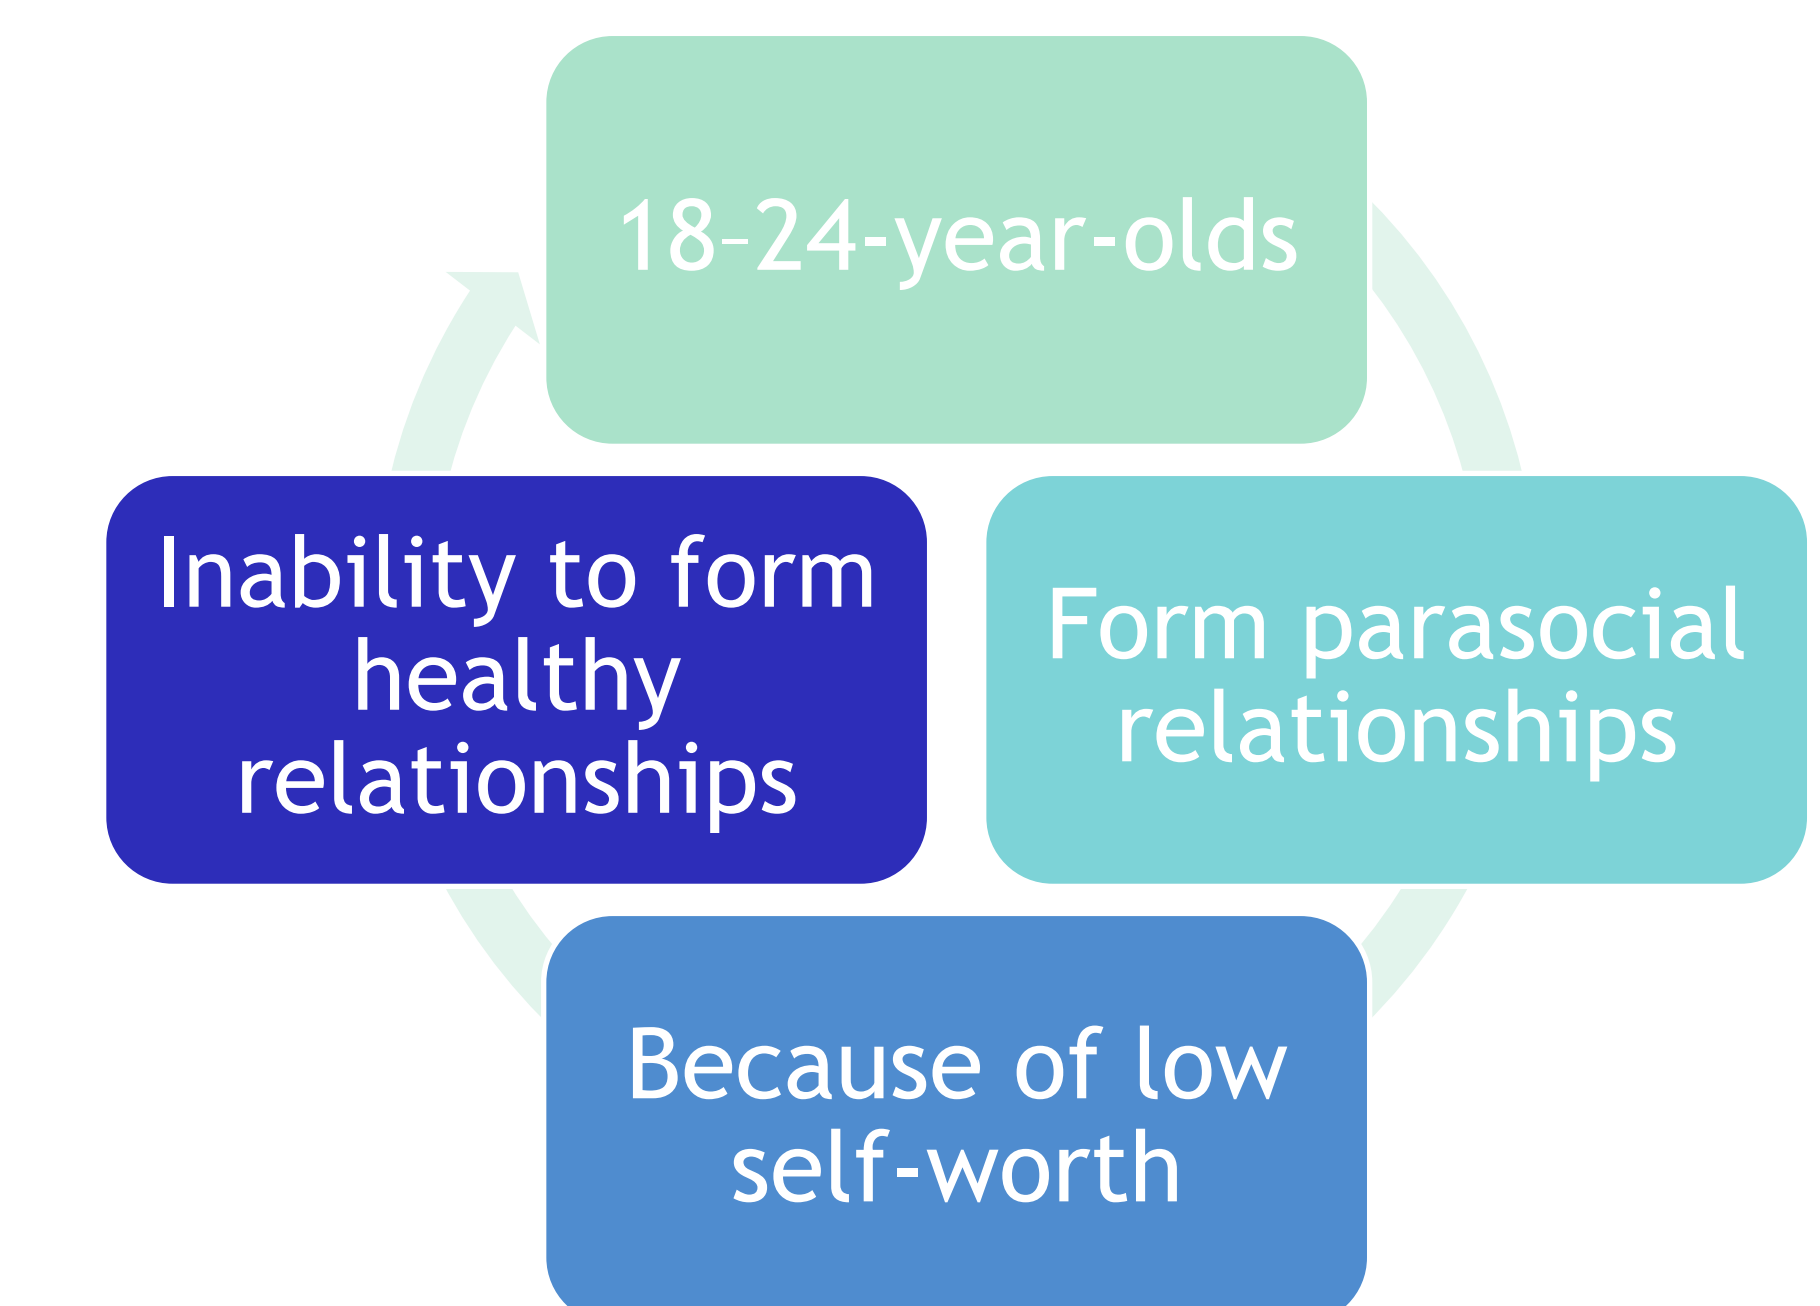 18–24-year-olds
Form parasocial
relationships
Because of low
self-worth
Inability to form
healthy
relationships